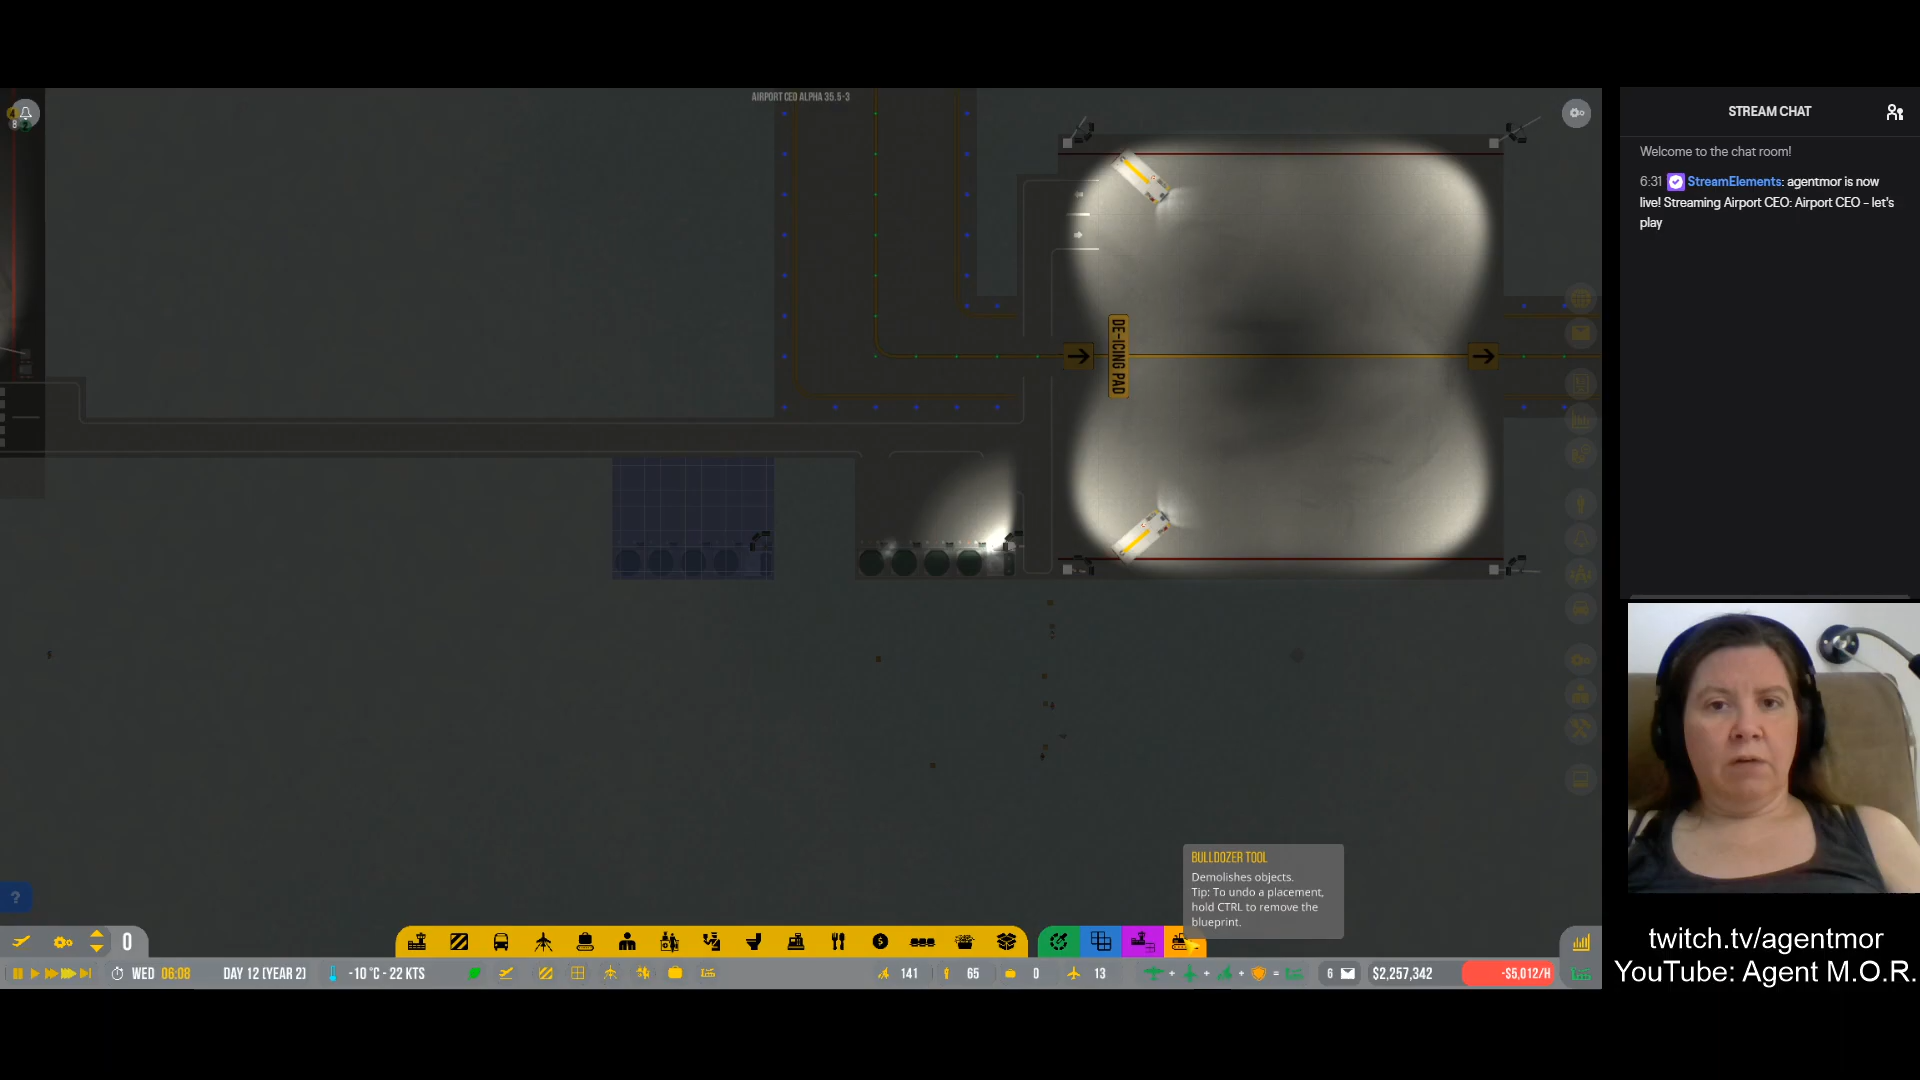 AIRPORT CEO ALPHA 35.5-3
8
DE-ICING PAD
BULLDOZER TOOL
Demolishes objects.
Tip: To undo a placement,
hold CTRL to remove the
blueprint.
?
0
WED 06:08
DAY 12 (YEAR 2)
-10 °C - 22 KTS
141
65
0
13
+ + + =
6
$2,257,342
-$5,012/H
STREAM CHAT
Welcome to the chat room!
6:31 StreamElements: agentmor is now
live! Streaming Airport CEO: Airport CEO - let's
play
twitch.tv/agentmor
YouTube: Agent M.O.R.